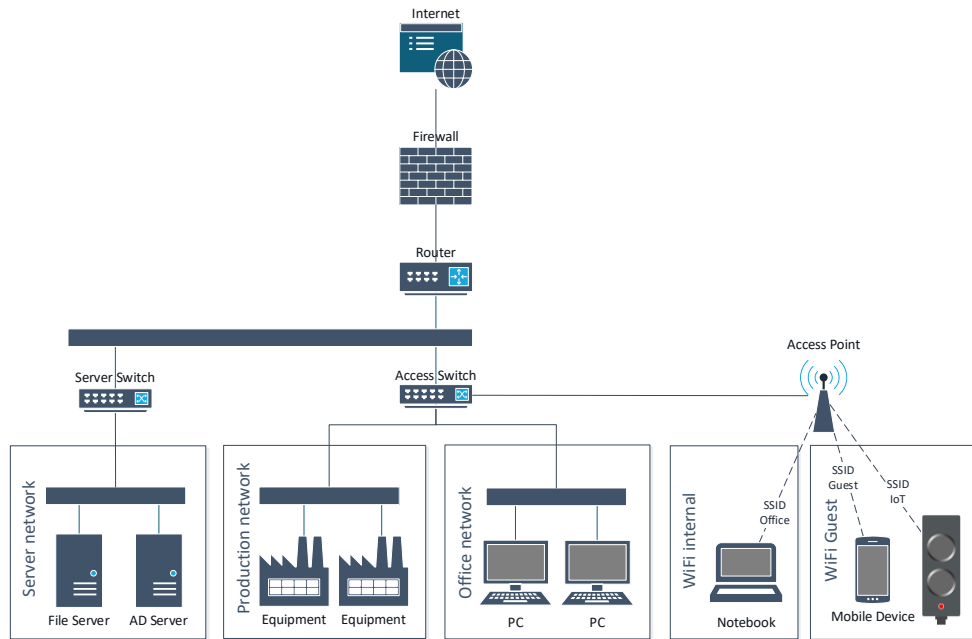 Internet
Firewall
Router
Access Point
Server Switch
Access Switch
SSID
Guest
SSID
IoT
SSID
Office
Server network
Production network
Office network
WiFi internal
WiFi Guest
File Server
AD Server
Equipment
Equipment
PC
PC
Notebook
Mobile Device